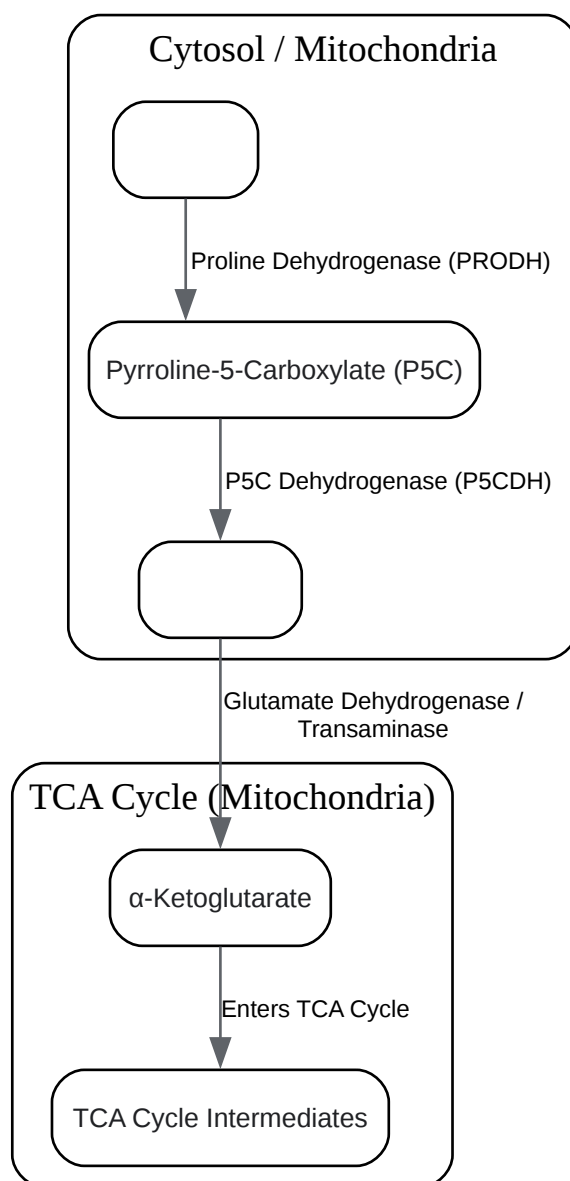 Cytosol / Mitochondria
Proline Dehydrogenase (PRODH)
Pyrroline-5-Carboxylate (P5C)
P5C Dehydrogenase (P5CDH)
Glutamate Dehydrogenase /
Transaminase
TCA Cycle (Mitochondria)
α-Ketoglutarate
Enters TCA Cycle
TCA Cycle Intermediates